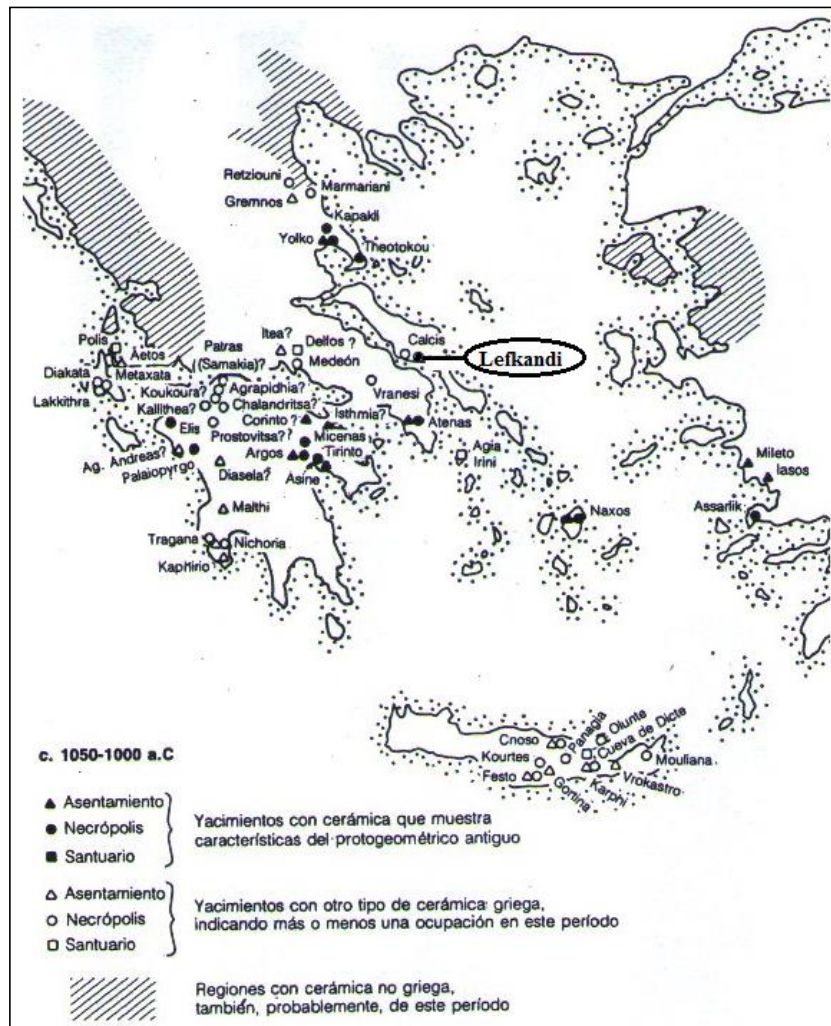 Retziouni
Marmariani
Gremnos
Kapakli
Yolko
Theotokou
Itea?
Delfos ?
Calcis
Lefkandi
Polis
Aetos
Patras
(Samakia)?
Medeón
Diakata
Metaxata
Agrapidhia?
Vranesi
Lakkithra
Koukoura?
Kallithea?
Chalandritsa?
Isthmia?
Corinto ?
Atenas
Elis
Prostovitsa?
Micenas
Agia
Irini
Argos
Tirinto
Mileto
Iasos
Ag. Andreas?
Palaiopyrgo
Diasela?
Asine
Malthi
Naxos
Assarlik
Tragana
Nichoria
Kaphirio
Cnoso
Panagia
Olunte
Cueva de Dicte
Kourtes
Mouliana
Festo
Gortina
Karphi
Vrokastro
c. 1050-1000 a.C
Asentamiento
Necrópolis
Santuario
Yacimientos con cerámica que muestra
características del protogeométrico antiguo
Asentamiento
Necrópolis
Santuario
Yacimientos con otro tipo de cerámica griega,
indicando más o menos una ocupación en este período
Regiones con cerámica no griega,
también, probablemente, de este período